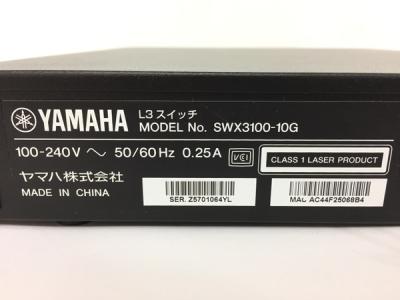 YAMAHA
L3スイッチ
MODEL No. SWX3100-10G
100-240V ～ 50/60Hz 0.25A
VCI
CLASS 1 LASER PRODUCT
ヤマハ株式会社
MADE IN CHINA
SER. Z5701064YL
MAC AC44F25068B4